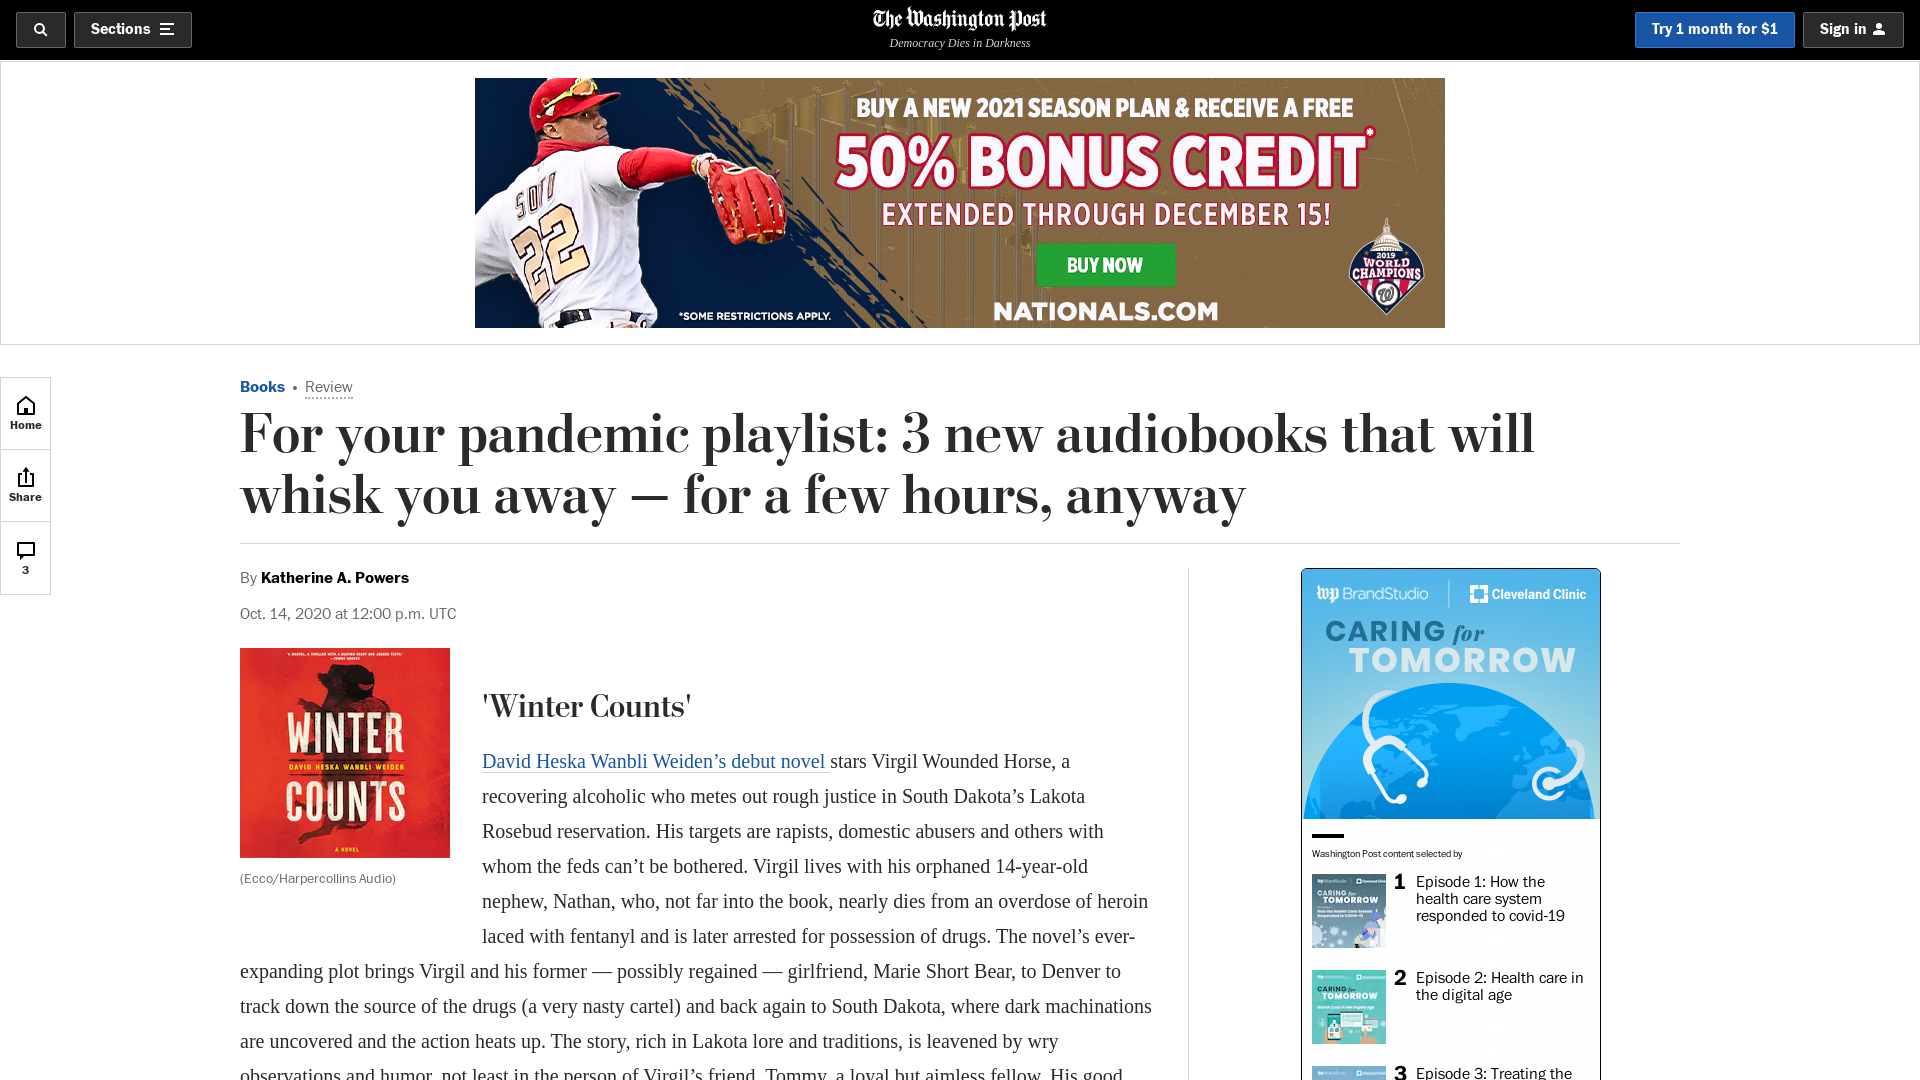 Sections
The Washington Post
Democracy Dies in Darkness
Try 1 month for $1
Sign in
BUY A NEW 2021 SEASON PLAN & RECEIVE A FREE
50% BONUS CREDIT*
EXTENDED THROUGH DECEMBER 15!
BUY NOW
NATIONALS.COM
*SOME RESTRICTIONS APPLY.
22
2019
WORLD
CHAMPIONS
W
Home
Share
3
Books • Review
For your pandemic playlist: 3 new audiobooks that will
whisk you away — for a few hours, anyway
By Katherine A. Powers
Oct. 14, 2020 at 12:00 p.m. UTC
WINTER
DAVID HESKA WANBLI WEIDEN
COUNTS
A NOVEL
(Ecco/Harpercollins Audio)
'Winter Counts'
David Heska Wanbli Weiden’s debut novel stars Virgil Wounded Horse, a
recovering alcoholic who metes out rough justice in South Dakota’s Lakota
Rosebud reservation. His targets are rapists, domestic abusers and others with
whom the feds can’t be bothered. Virgil lives with his orphaned 14-year-old
nephew, Nathan, who, not far into the book, nearly dies from an overdose of heroin
laced with fentanyl and is later arrested for possession of drugs. The novel’s ever-
expanding plot brings Virgil and his former — possibly regained — girlfriend, Marie Short Bear, to Denver to
track down the source of the drugs (a very nasty cartel) and back again to South Dakota, where dark machinations
are uncovered and the action heats up. The story, rich in Lakota lore and traditions, is leavened by wry
observations and humor, not least in the person of Virgil’s friend, Tommy, a loyal but aimless fellow. His good
wp BrandStudio
Cleveland Clinic
CARING for
TOMORROW
Washington Post content selected by
CARING for
TOMORROW
1 Episode 1: How the
health care system
responded to covid-19
CARING for
TOMORROW
2 Episode 2: Health care in
the digital age
3 Episode 3: Treating the